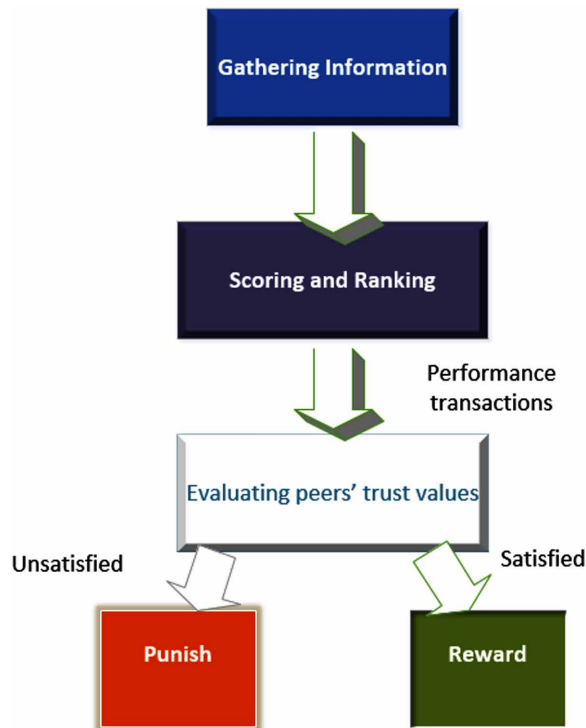 Gathering Information
Scoring and Ranking
Performance
transactions
Evaluating peers' trust values
Unsatisfied
Satisfied
Punish
Reward